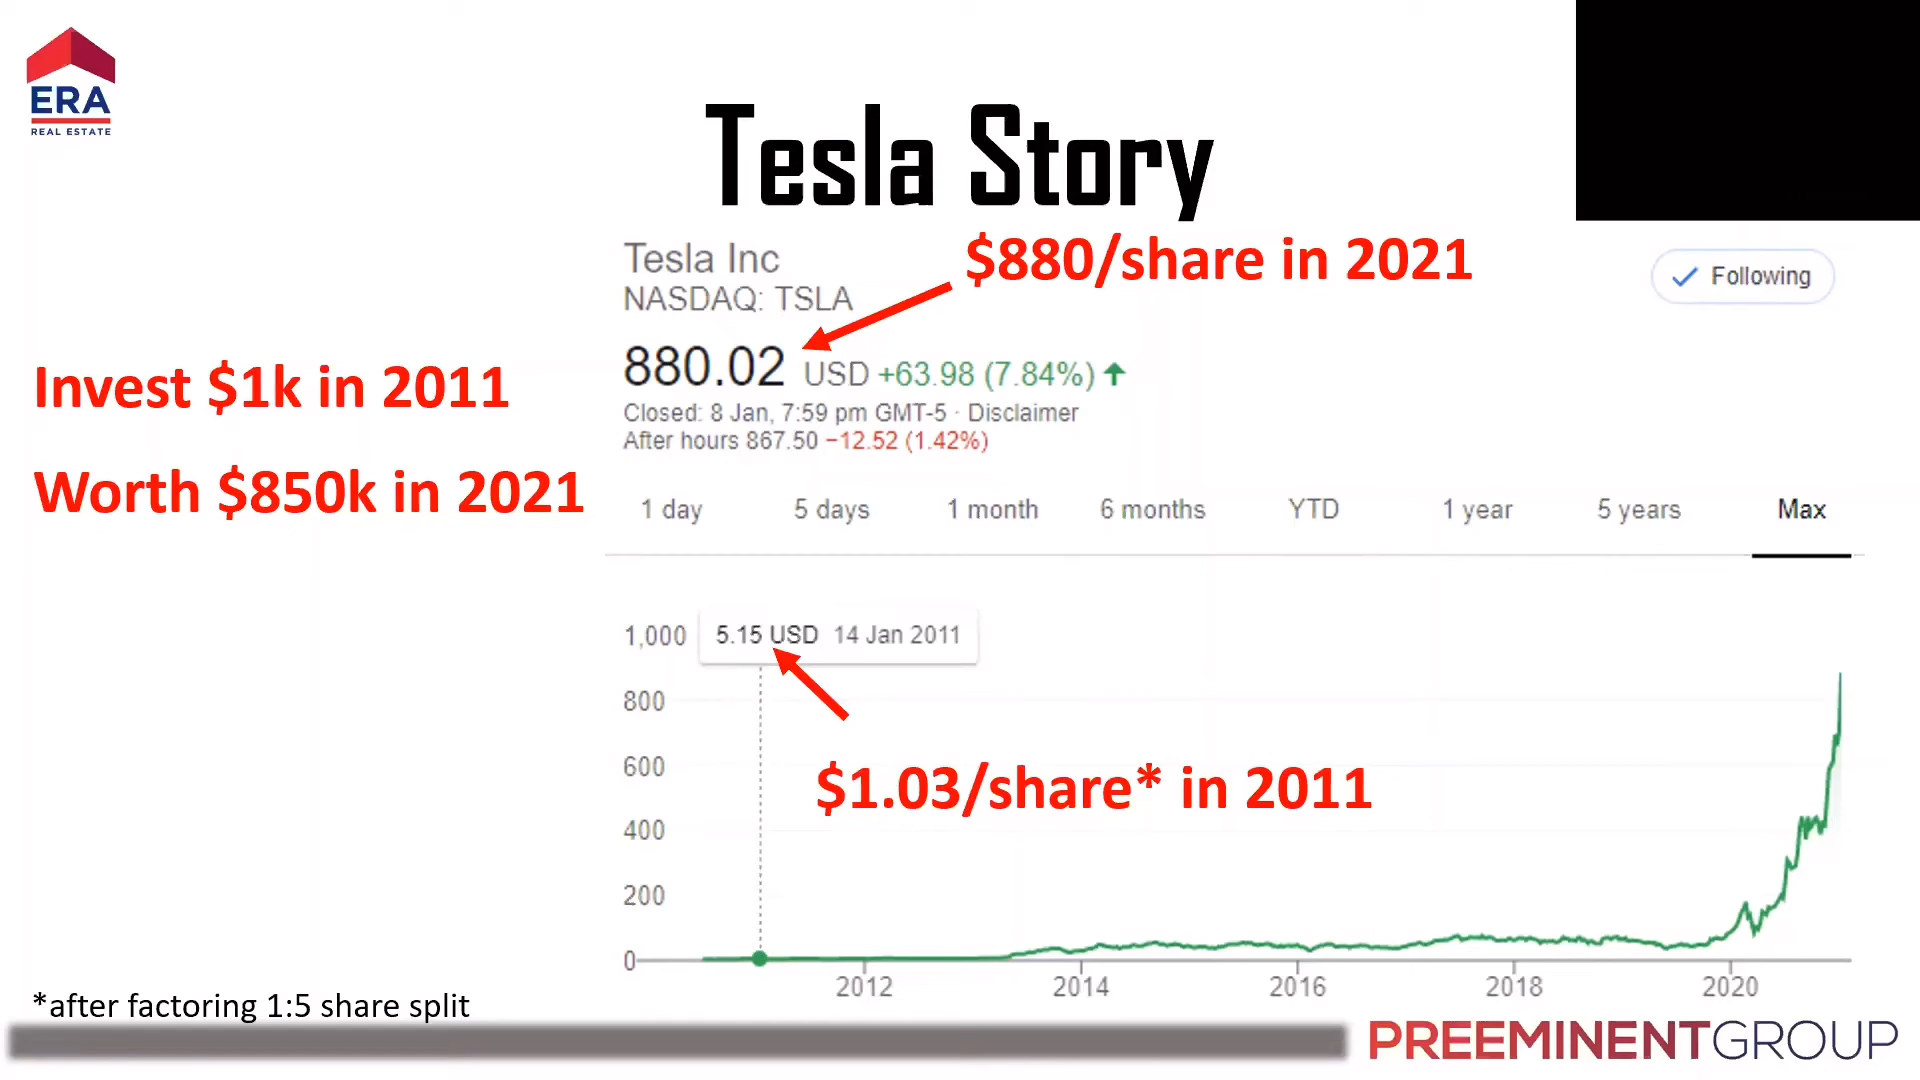 ERA
REAL ESTATE
Tesla Story
Tesla Inc
NASDAQ: TSLA
$880/share in 2021
Following
880.02 USD +63.98 (7.84%)
Closed: 8 Jan, 7:59 pm GMT-5 · Disclaimer
After hours 867.50 −12.52 (1.42%)
Invest $1k in 2011
Worth $850k in 2021
1 day 5 days 1 month 6 months YTD 1 year 5 years Max
1,000
5.15 USD 14 Jan 2011
800
600
$1.03/share* in 2011
400
200
0
2012 2014 2016 2018 2020
*after factoring 1:5 share split
PREEMINENTGROUP